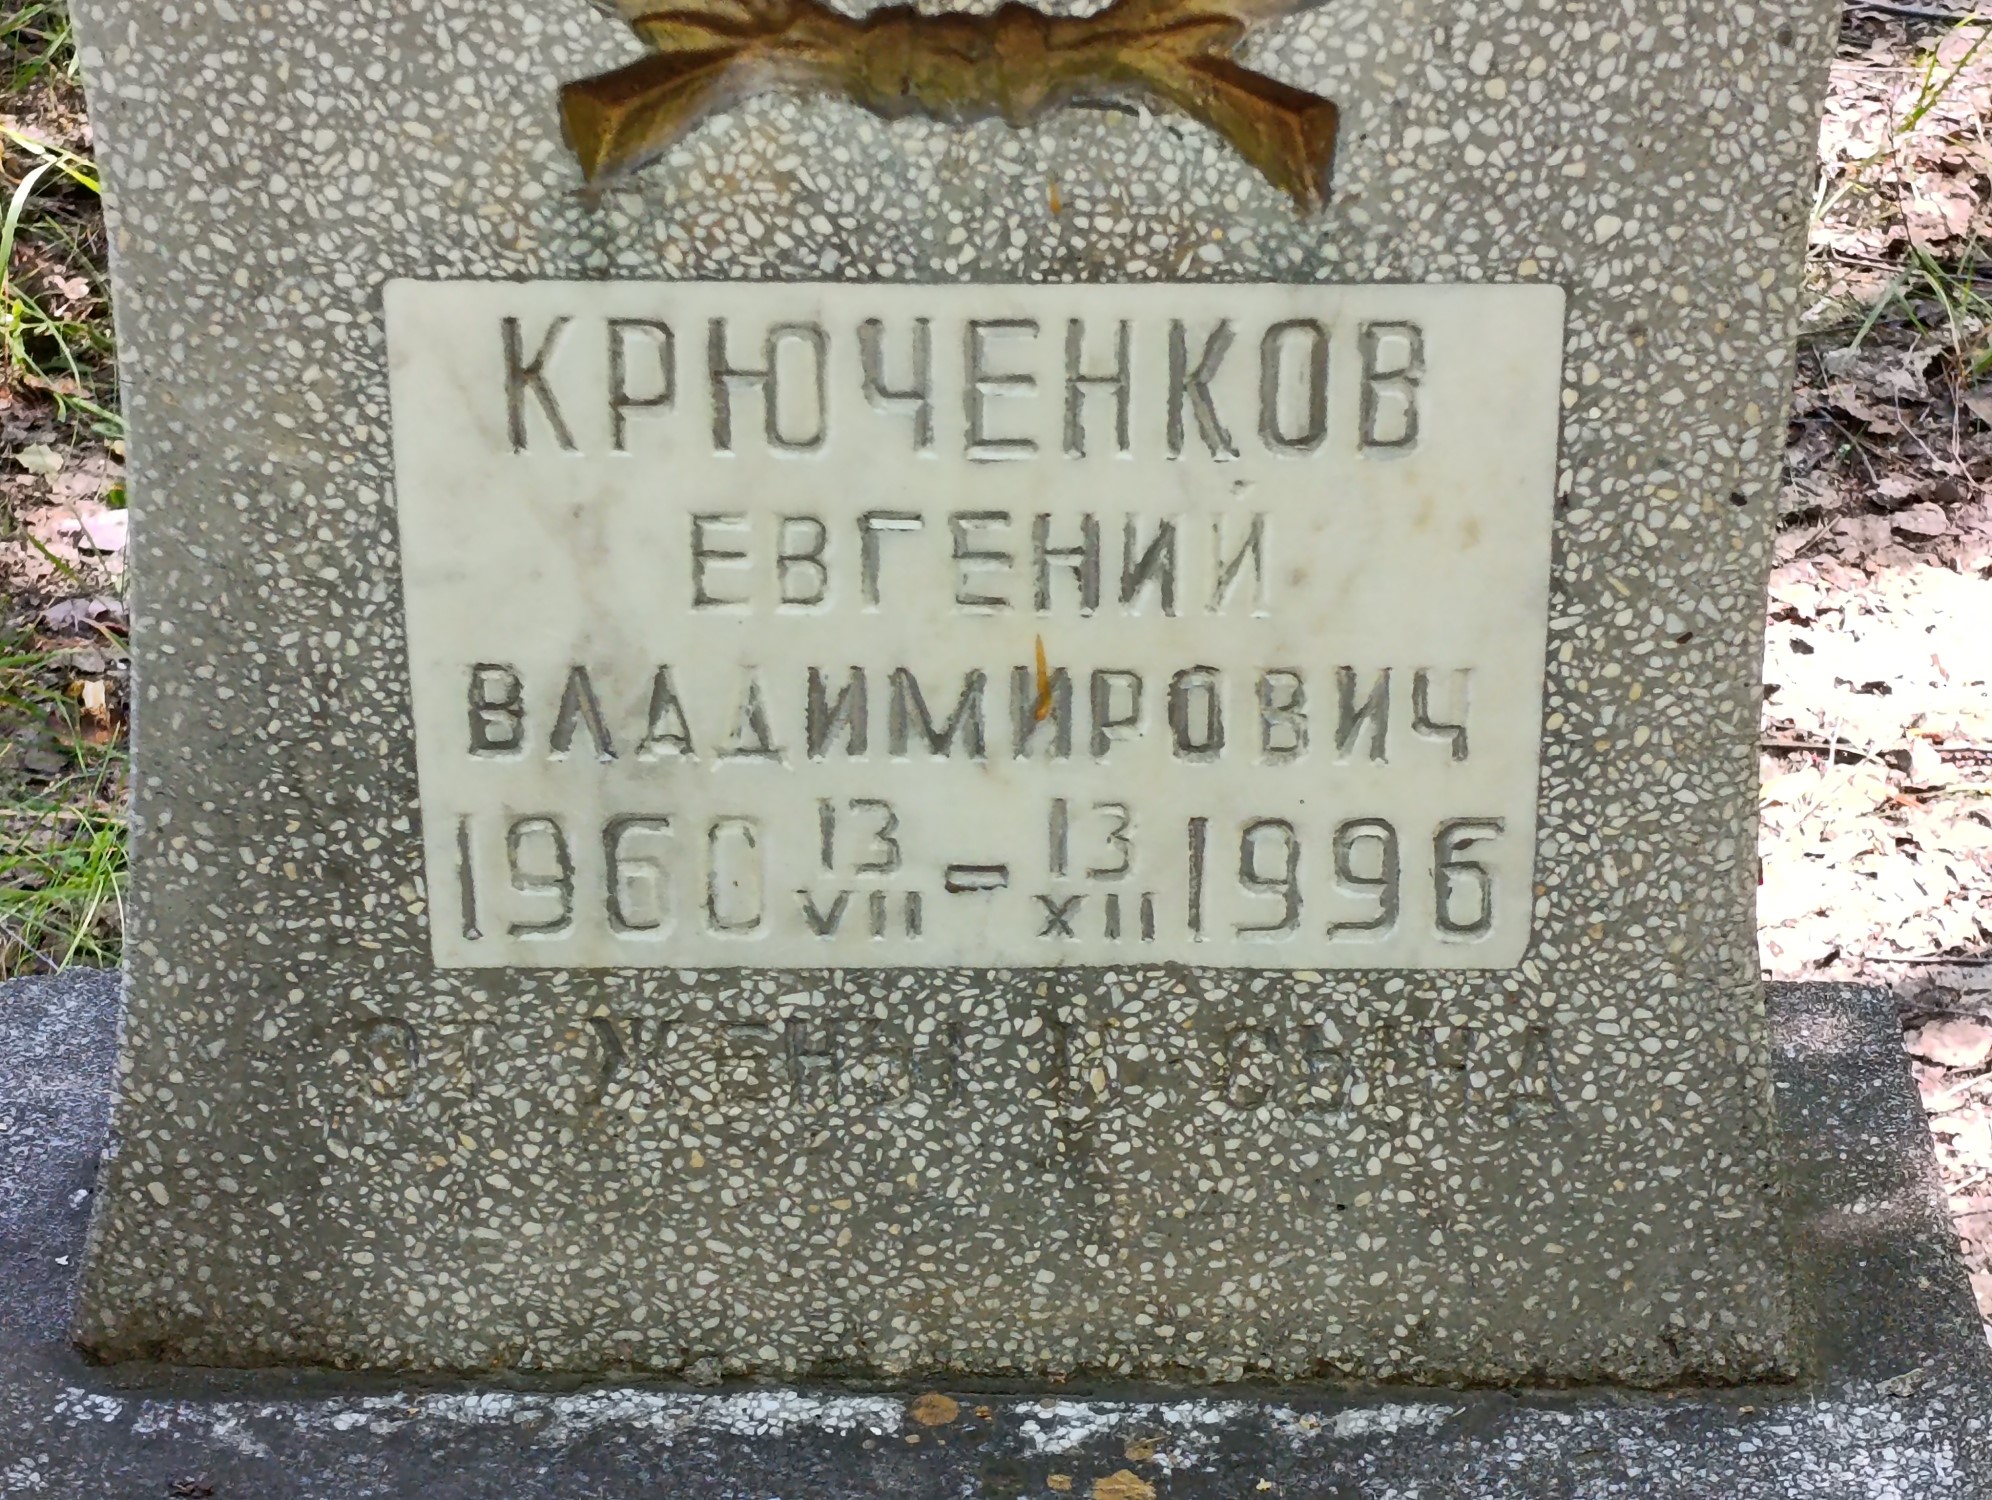 КРЮЧЕНКОВ
ЕВГЕНИЙ
ВЛАДИМИРОВИЧ
1960 13 VII - 13 XII 1996
ОТ ЖЕНЫ И СЫНА